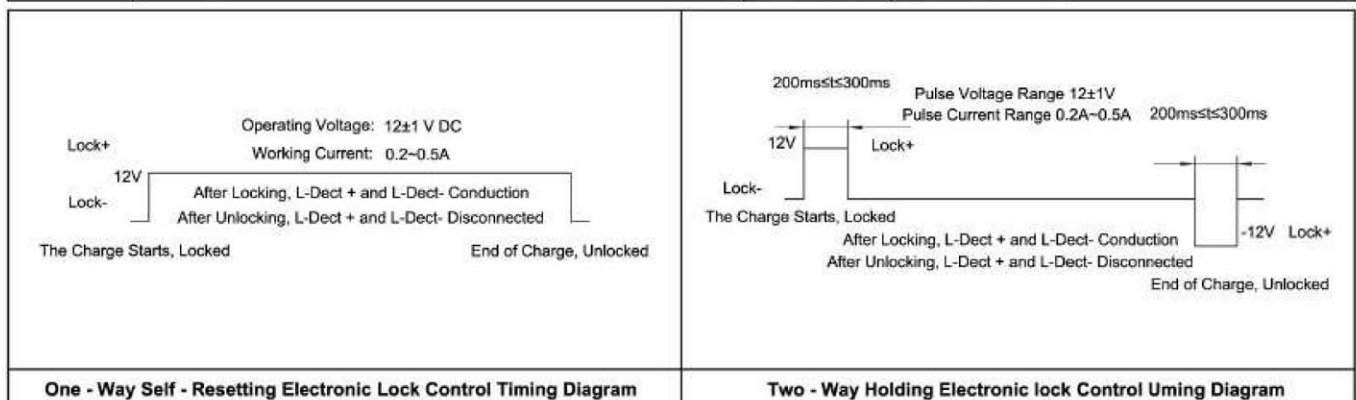 Operating Voltage: 12±1 V DC
Lock+
Working Current: 0.2~0.5A
12V
Lock-
After Locking, L-Dect + and L-Dect- Conduction
After Unlocking, L-Dect + and L-Dect- Disconnected
The Charge Starts, Locked
End of Charge, Unlocked
One - Way Self - Resetting Electronic Lock Control Timing Diagram
200ms≤t≤300ms
Pulse Voltage Range 12±1V
Pulse Current Range 0.2A~0.5A
200ms≤t≤300ms
12V
Lock+
Lock-
The Charge Starts, Locked
After Locking, L-Dect + and L-Dect- Conduction
-12V Lock+
After Unlocking, L-Dect + and L-Dect- Disconnected
End of Charge, Unlocked
Two - Way Holding Electronic lock Control Uming Diagram